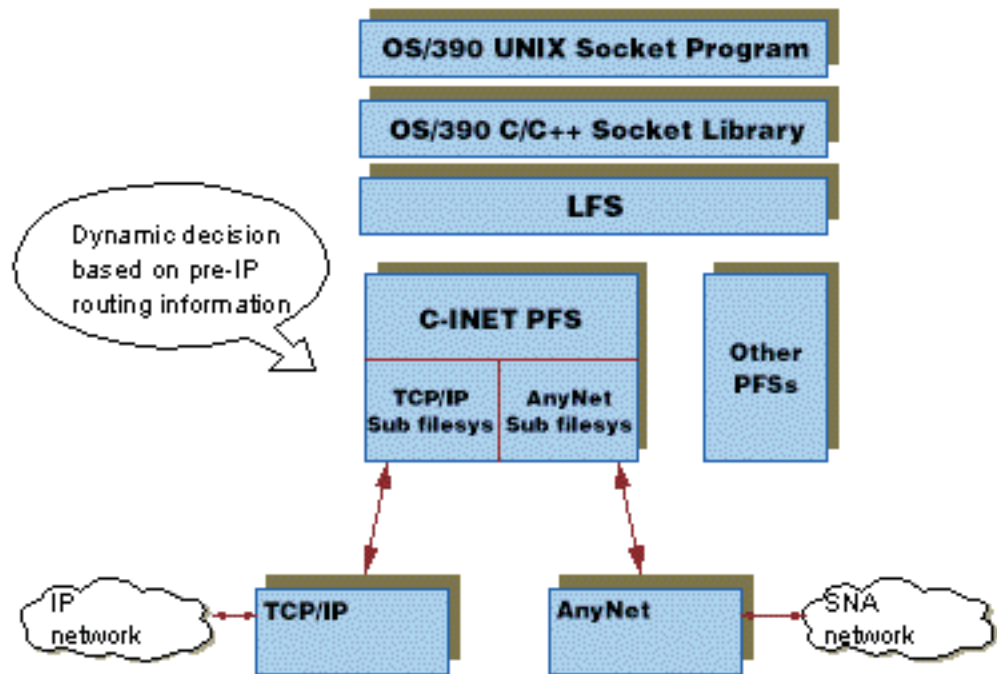 OS/390 UNIX Socket Program
OS/390 C/C++ Socket Library
LFS
Dynamic decision
based on pre-IP
routing information
C-INET PFS
TCP/IP
Sub filesys
AnyNet
Sub filesys
Other
PFSs
IP
network
TCP/IP
AnyNet
SNA
network